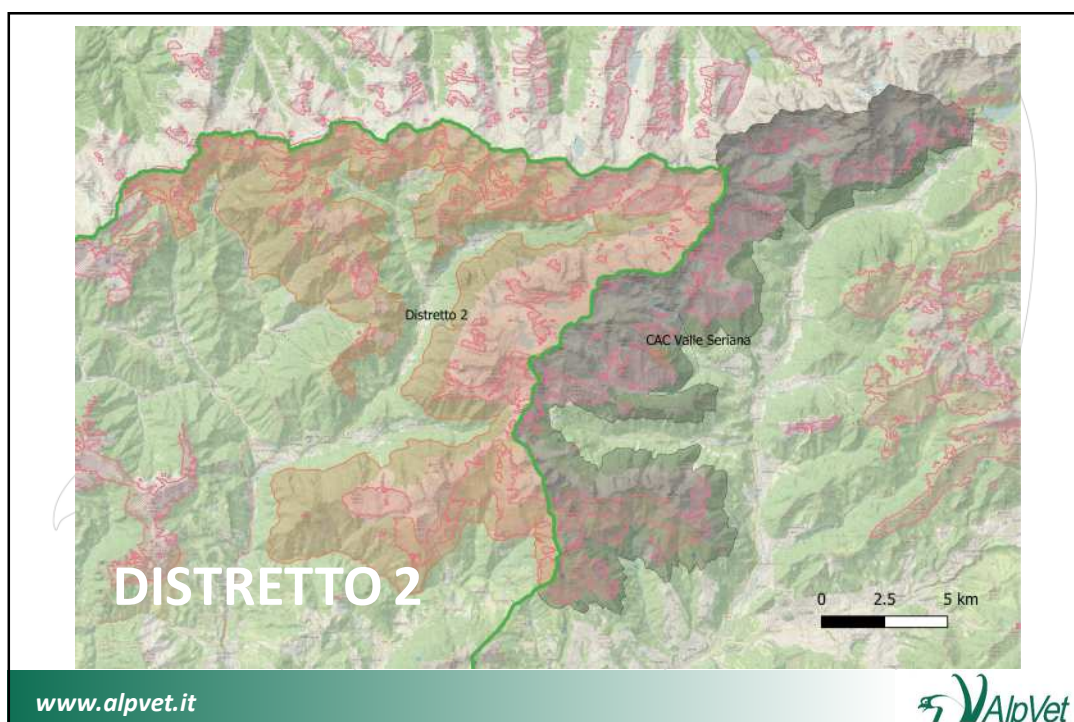 Distretto 2
CAC Valle Seriana
DISTRETTO 2
0 2.5 5 km
www.alpvet.it
AlpVet